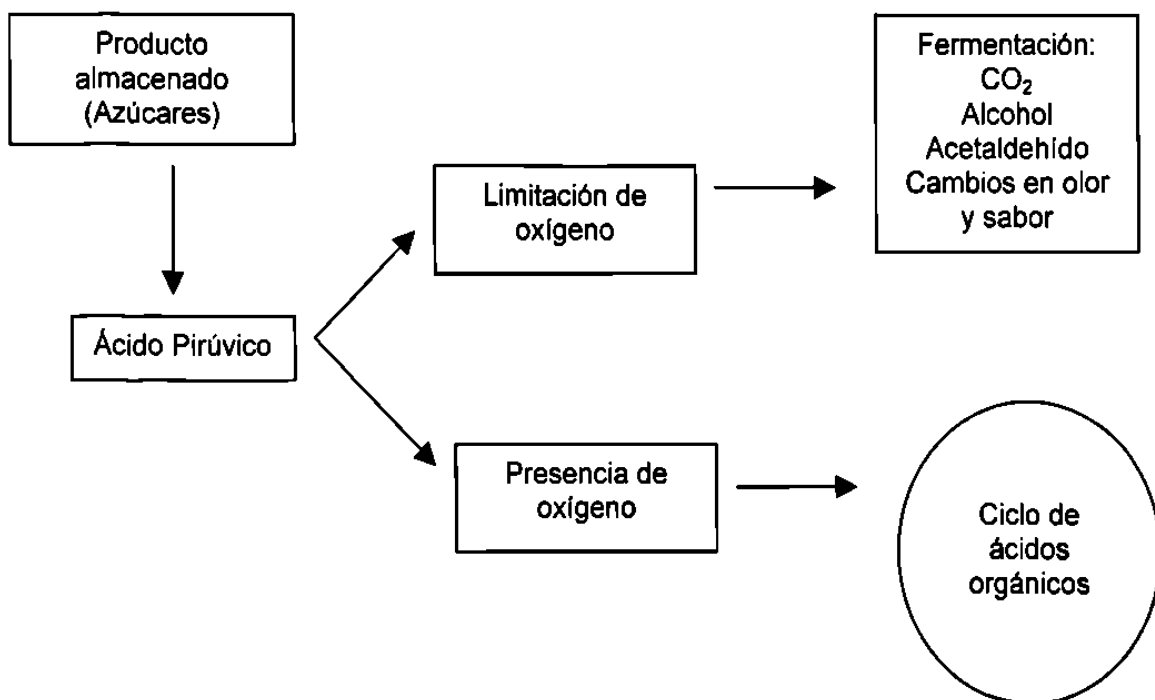 Producto
almacenado
(Azúcares)
Fermentación:
CO₂
Alcohol
Acetaldehído
Cambios en olor
y sabor
Limitación de
oxígeno
Ácido Pirúvico
Presencia de
oxígeno
Ciclo de
ácidos
orgánicos